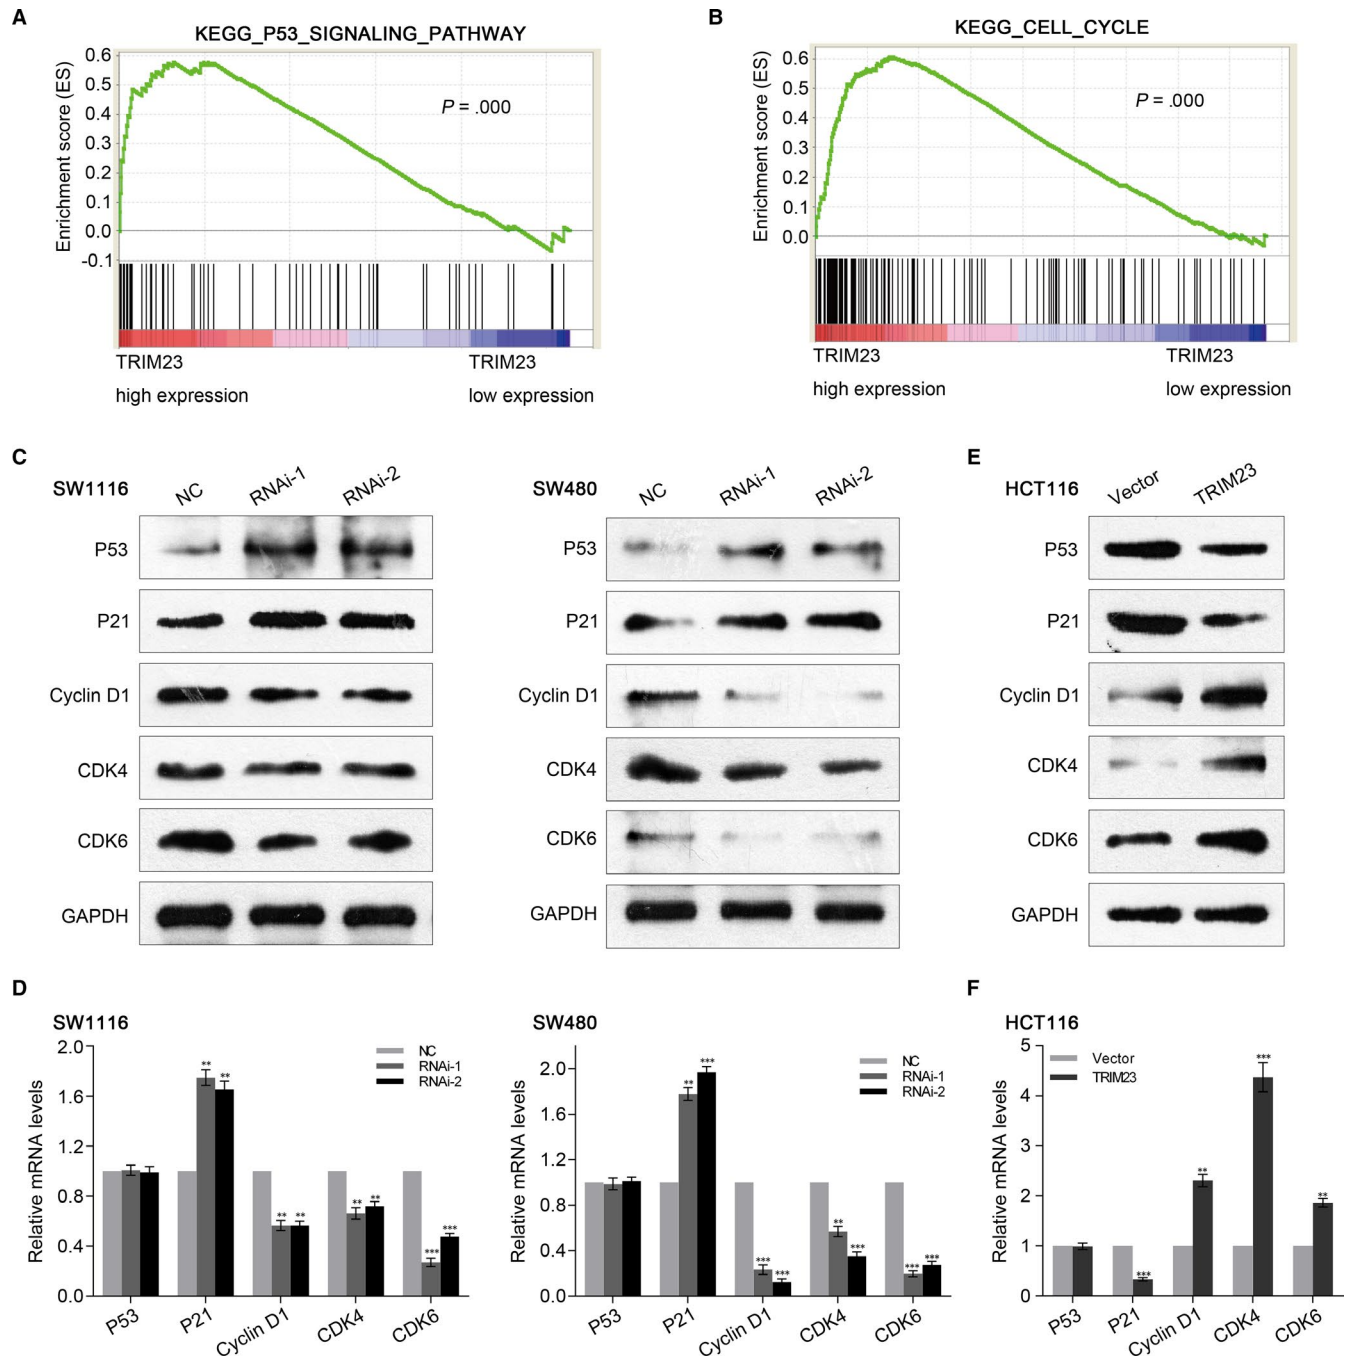 A
KEGG_P53_SIGNALING_PATHWAY
Enrichment score (ES)
0.6
0.5
0.4
0.3
0.2
0.1
0.0
-0.1
P = .000
TRIM23
high expression
TRIM23
low expression
B
KEGG_CELL_CYCLE
Enrichment score (ES)
0.6
0.5
0.4
0.3
0.2
0.1
0.0
P = .000
TRIM23
high expression
TRIM23
low expression
C
SW1116
NC
RNAi-1
RNAi-2
P53
P21
Cyclin D1
CDK4
CDK6
GAPDH
SW480
NC
RNAi-1
RNAi-2
P53
P21
Cyclin D1
CDK4
CDK6
GAPDH
E
HCT116
Vector
TRIM23
P53
P21
Cyclin D1
CDK4
CDK6
GAPDH
D
SW1116
Relative mRNA levels
2.0
1.6
1.2
0.8
0.4
0.0
NC
RNAi-1
RNAi-2
** ** ** ** ** ** *** ***
P53
P21
Cyclin D1
CDK4
CDK6
SW480
Relative mRNA levels
2.0
1.6
1.2
0.8
0.4
0.0
NC
RNAi-1
RNAi-2
** *** *** *** ** *** *** ***
P53
P21
Cyclin D1
CDK4
CDK6
F
HCT116
Relative mRNA levels
5
4
3
2
1
0
Vector
TRIM23
*** ** *** **
P53
P21
Cyclin D1
CDK4
CDK6